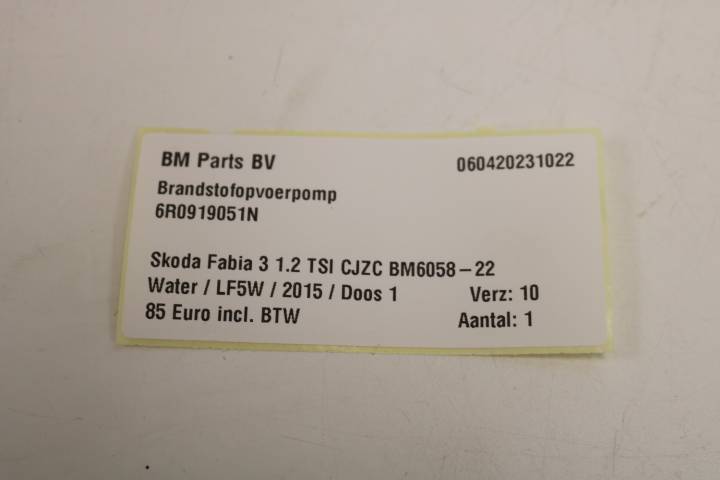 BM Parts BV 060420231022
Brandstofopvoerpomp
6R0919051N
Skoda Fabia 3 1.2 TSI CJZC BM6058-22
Water / LF5W / 2015 / Doos 1 Verz: 10
85 Euro incl. BTW Aantal: 1